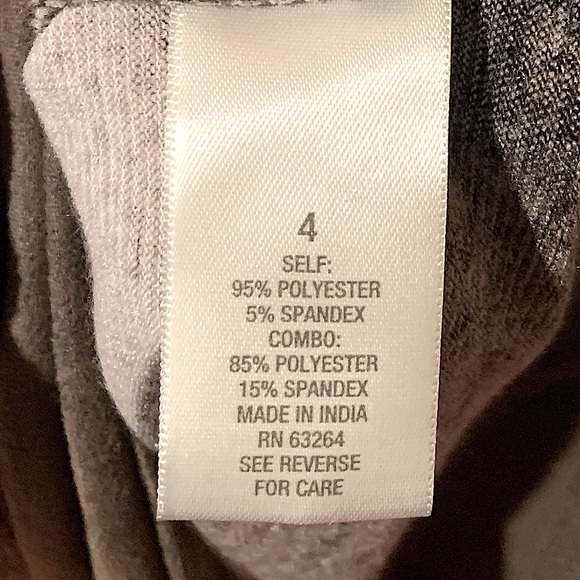 4
SELF:
95% POLYESTER
5% SPANDEX
COMBO:
85% POLYESTER
15% SPANDEX
MADE IN INDIA
RN 63264
SEE REVERSE
FOR CARE